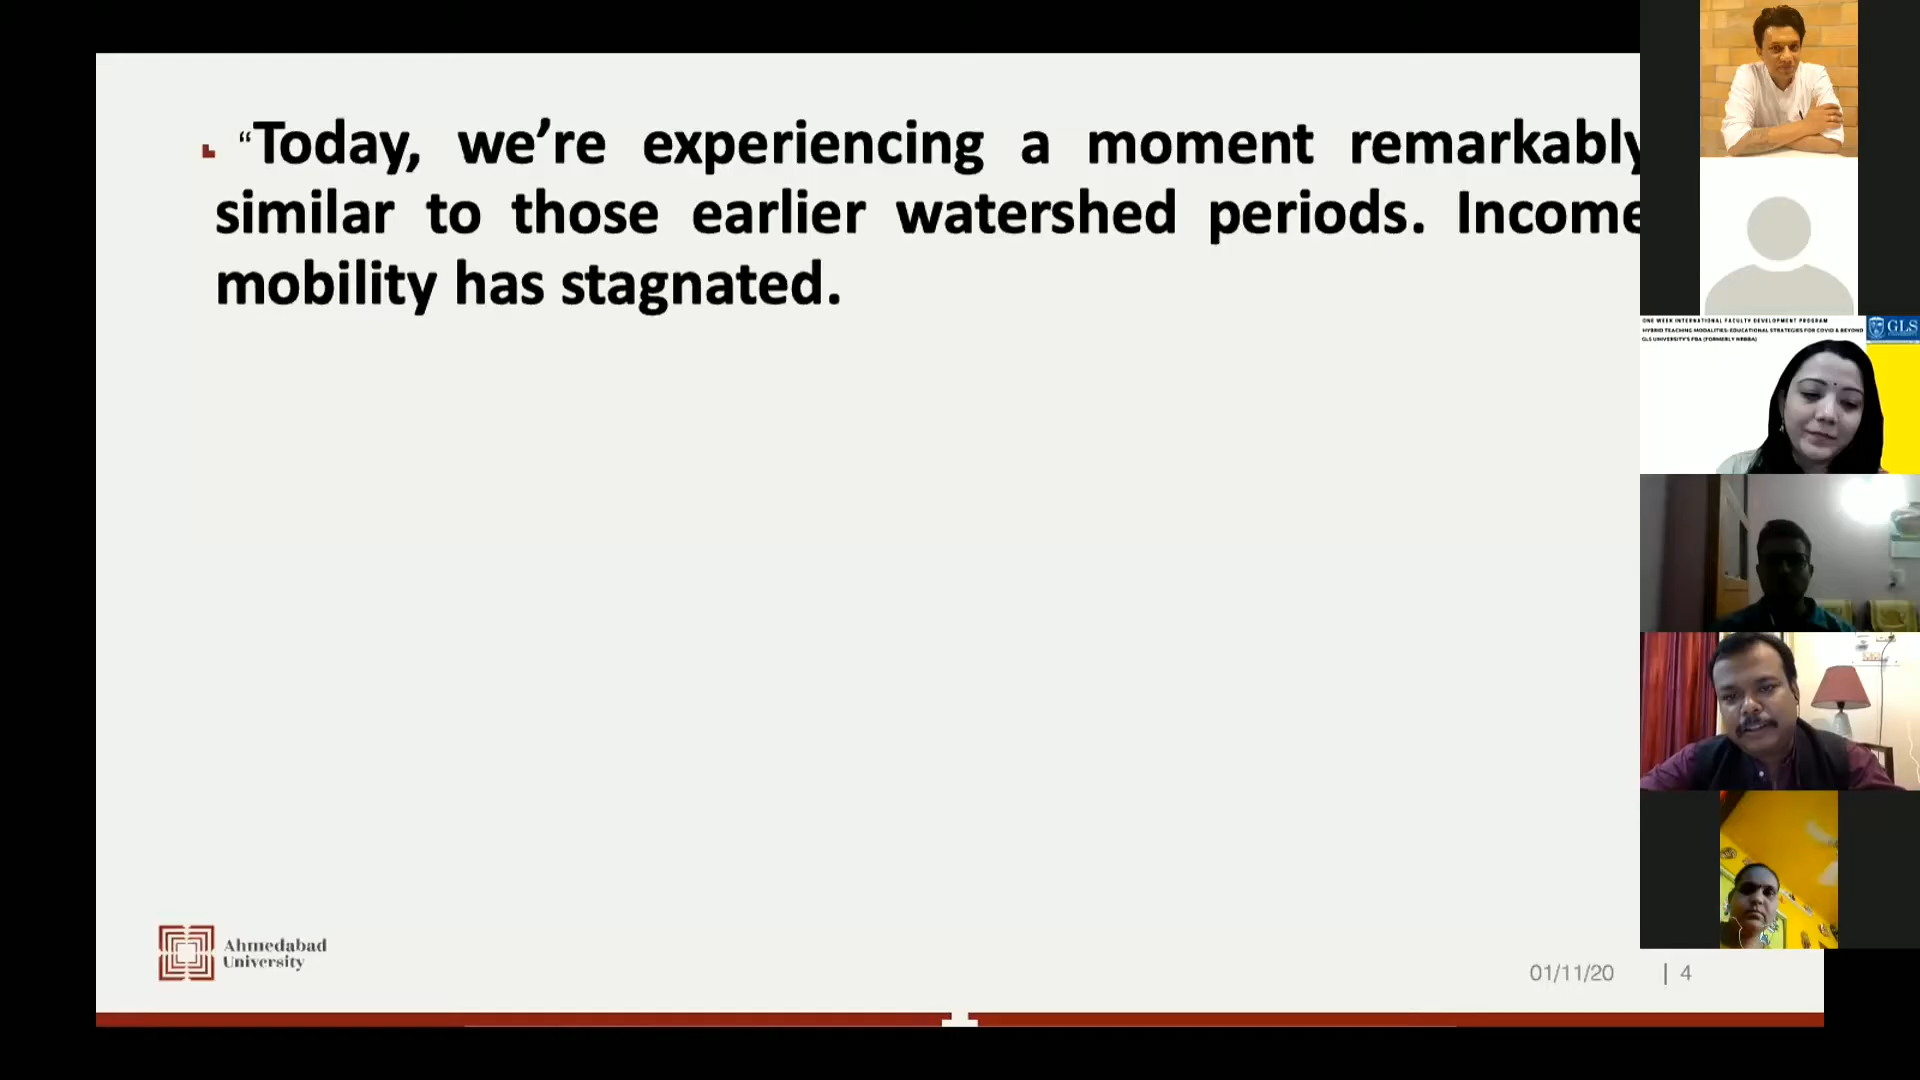 “Today, we’re experiencing a moment remarkably
similar to those earlier watershed periods. Income
mobility has stagnated.
ONE WEEK INTERNATIONAL FACULTY DEVELOPMENT PROGRAM
HYBRID TEACHING MODALITIES: EDUCATIONAL STRATEGIES FOR COVID & BEYOND
GLS UNIVERSITY'S FBA (FORMERLY NRBBA)
GLS
Ahmedabad
University
01/11/20 | 4